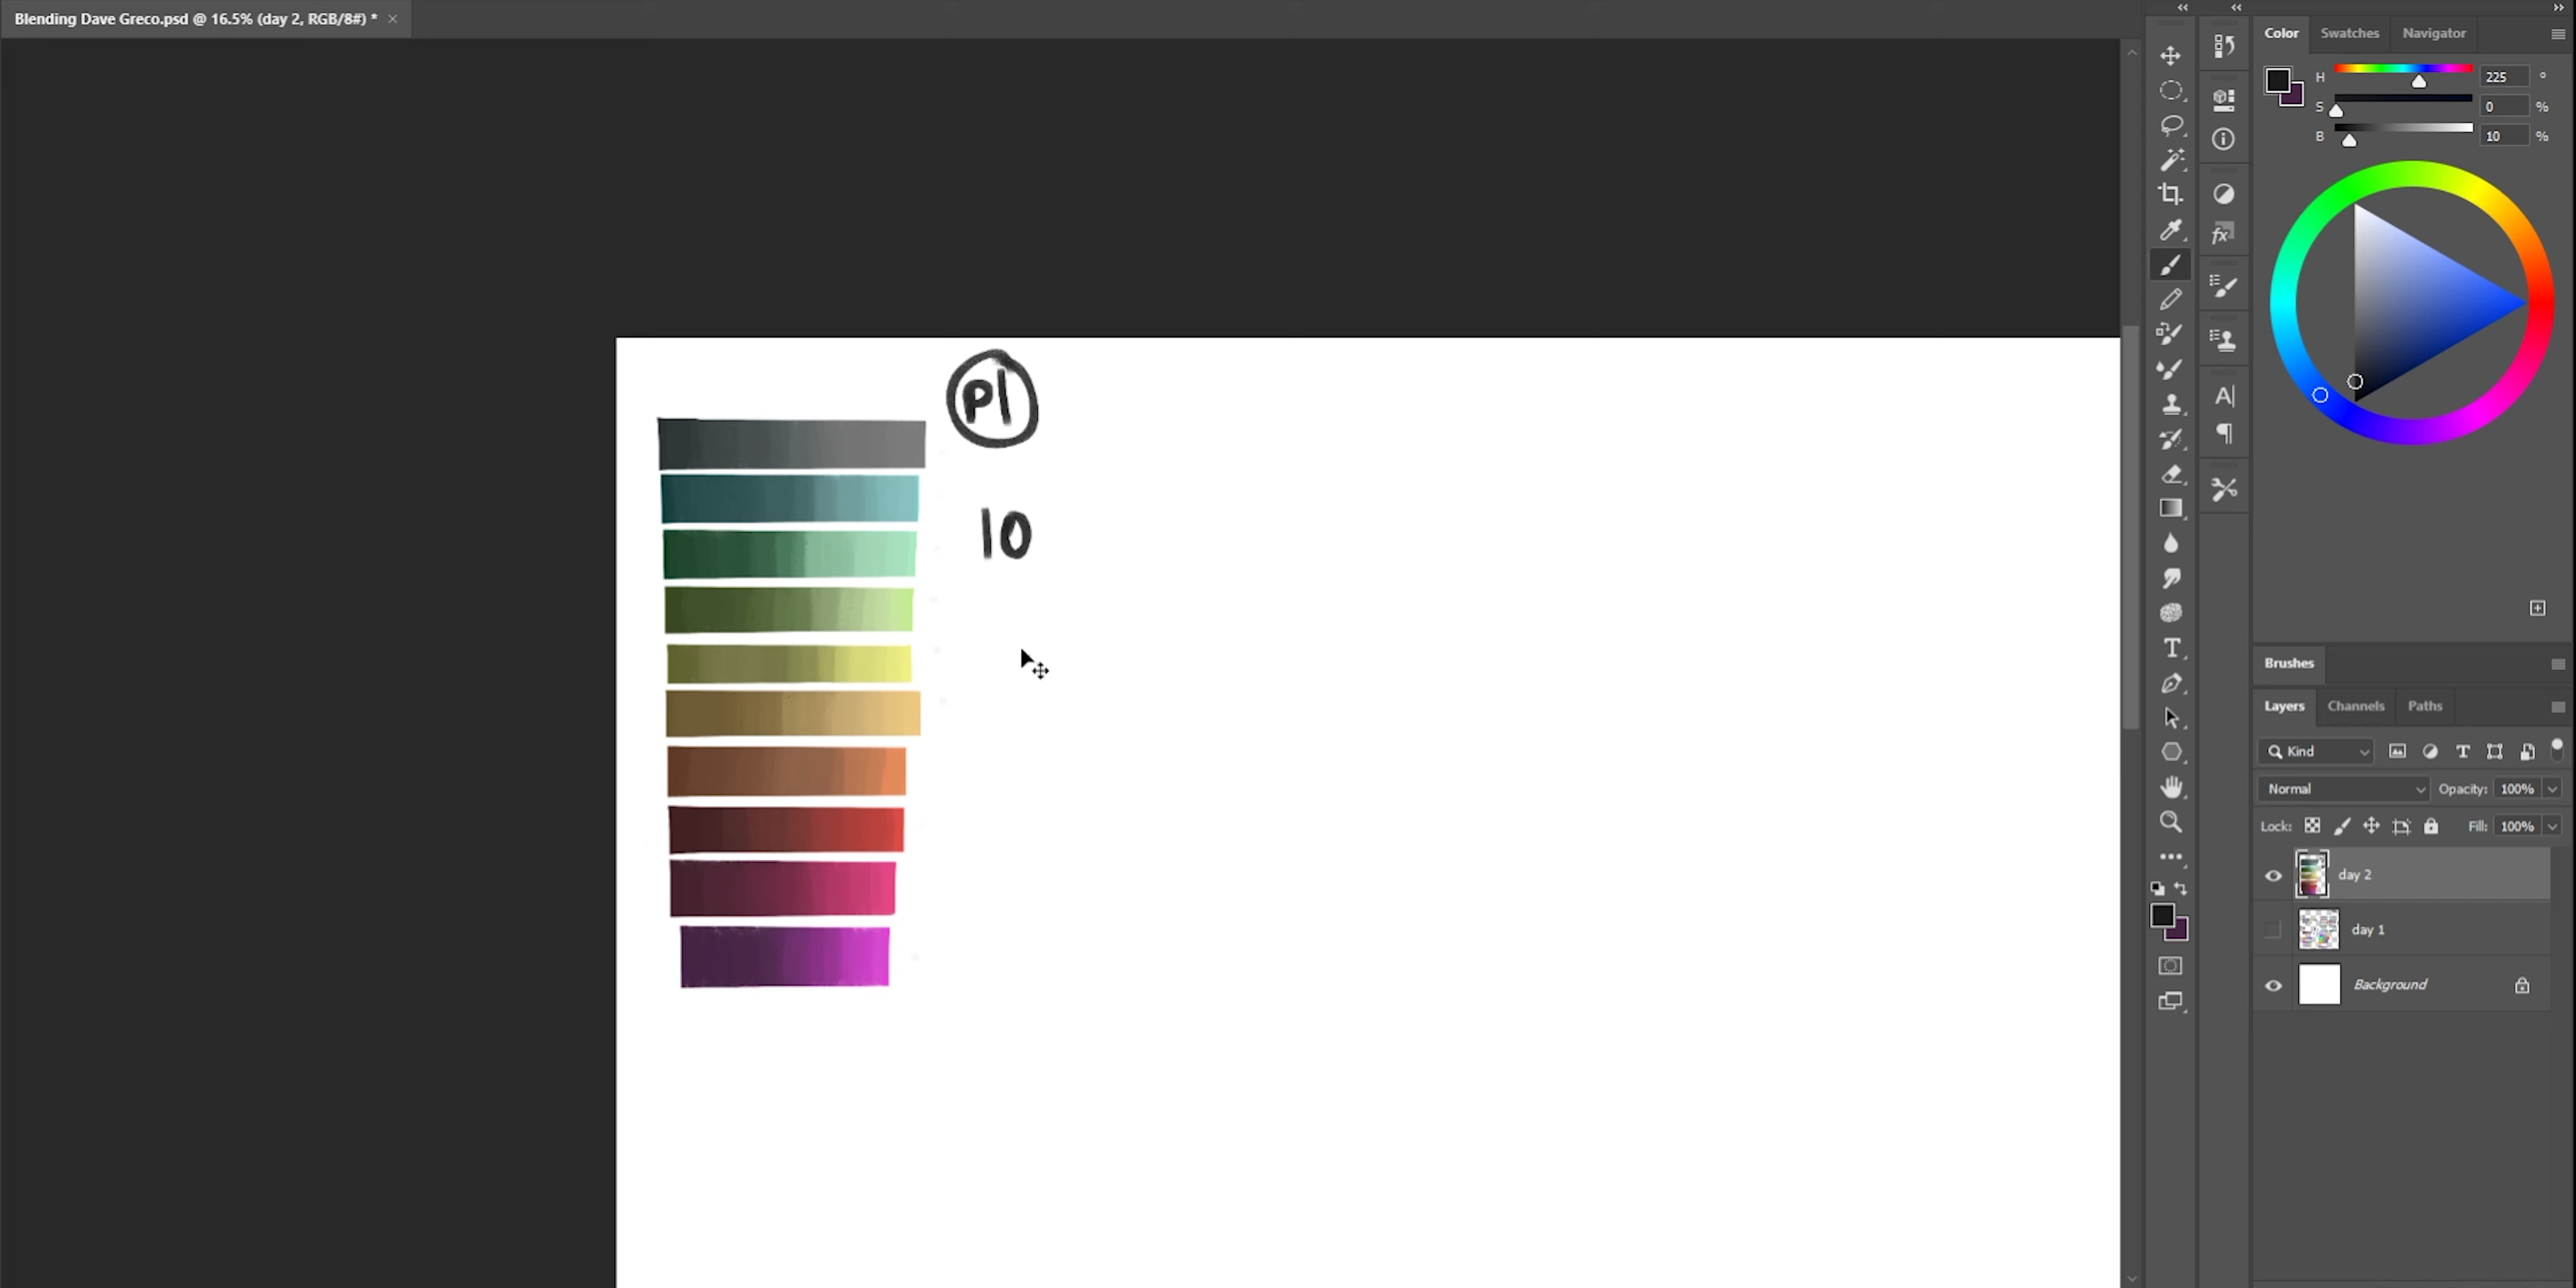 Blending Dave Greco.psd @ 16.5% (day 2, RGB/8#) *
Color Swatches Navigator
H 225 °
S 0 %
B 10 %
P1
10
Brushes
Layers Channels Paths
Kind
Normal Opacity: 100%
Lock: Fill: 100%
day 2
day 1
Background